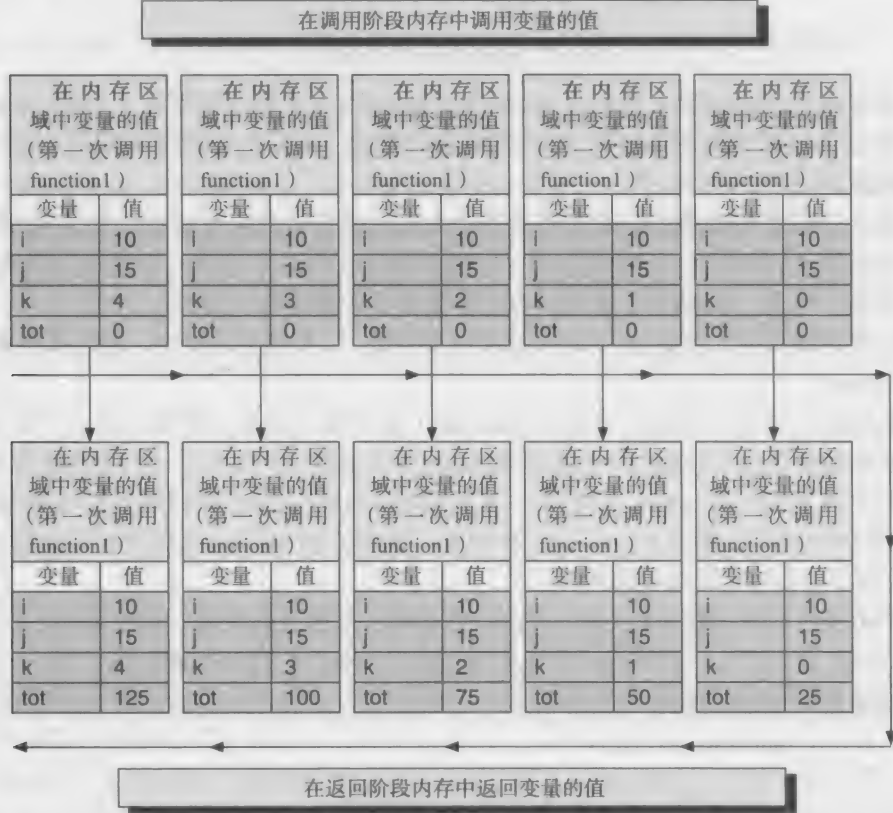 在调用阶段内存中调用变量的值
在内存区
域中变量的值
(第一次调用
function1)
变量 值
i 10
j 15
k 4
tot 0
在内存区
域中变量的值
(第一次调用
function1)
变量 值
i 10
j 15
k 3
tot 0
在内存区
域中变量的值
(第一次调用
function1)
变量 值
i 10
j 15
k 2
tot 0
在内存区
域中变量的值
(第一次调用
function1)
变量 值
i 10
j 15
k 1
tot 0
在内存区
域中变量的值
(第一次调用
function1)
变量 值
i 10
j 15
k 0
tot 0
在内存区
域中变量的值
(第一次调用
function1)
变量 值
i 10
j 15
k 4
tot 125
在内存区
域中变量的值
(第一次调用
function1)
变量 值
i 10
j 15
k 3
tot 100
在内存区
域中变量的值
(第一次调用
function1)
变量 值
i 10
j 15
k 2
tot 75
在内存区
域中变量的值
(第一次调用
function1)
变量 值
i 10
j 15
k 1
tot 50
在内存区
域中变量的值
(第一次调用
function1)
变量 值
i 10
j 15
k 0
tot 25
在返回阶段内存中返回变量的值